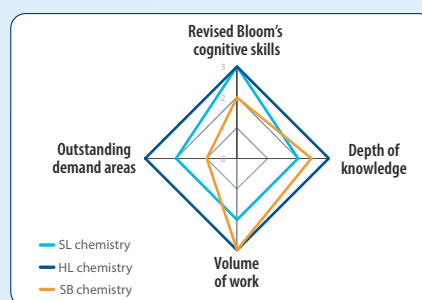 Revised Bloom's
cognitive skills
3
2
Outstanding
demand areas
Depth of
knowledge
0
SL chemistry
HL chemistry
SB chemistry
Volume
of work